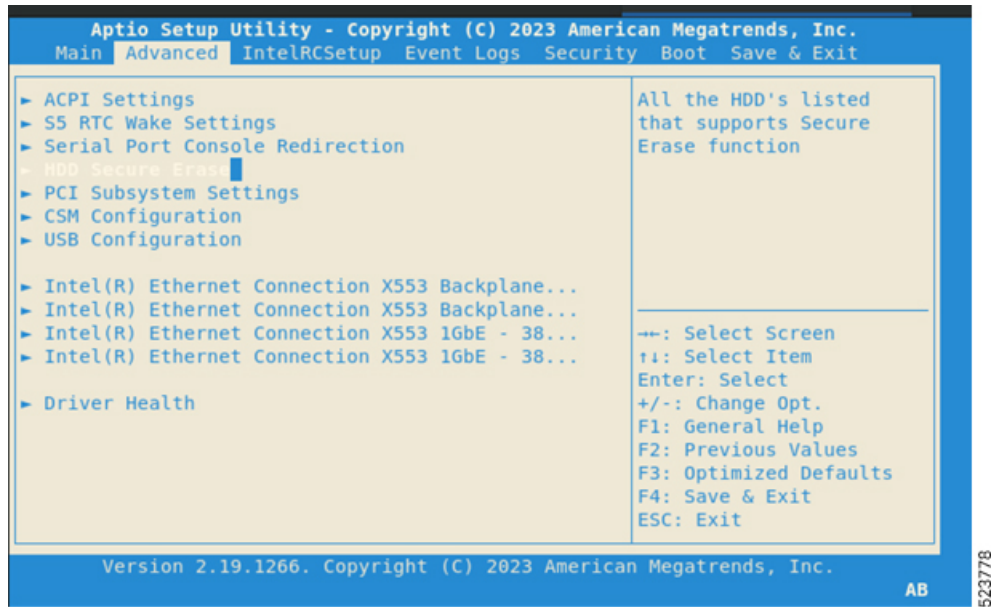 Aptio Setup Utility - Copyright (C) 2023 American Megatrends, Inc.
Main Advanced IntelRCSetup Event Logs Security Boot Save & Exit
► ACPI Settings
► S5 RTC Wake Settings
► Serial Port Console Redirection
► HDD Secure Erase
► PCI Subsystem Settings
► CSM Configuration
► USB Configuration
► Intel(R) Ethernet Connection X553 Backplane...
► Intel(R) Ethernet Connection X553 Backplane...
► Intel(R) Ethernet Connection X553 1GbE - 38...
► Intel(R) Ethernet Connection X553 1GbE - 38...
► Driver Health
All the HDD's listed
that supports Secure
Erase function
→←: Select Screen
↑↓: Select Item
Enter: Select
+/-: Change Opt.
F1: General Help
F2: Previous Values
F3: Optimized Defaults
F4: Save & Exit
ESC: Exit
Version 2.19.1266. Copyright (C) 2023 American Megatrends, Inc.
AB
523778